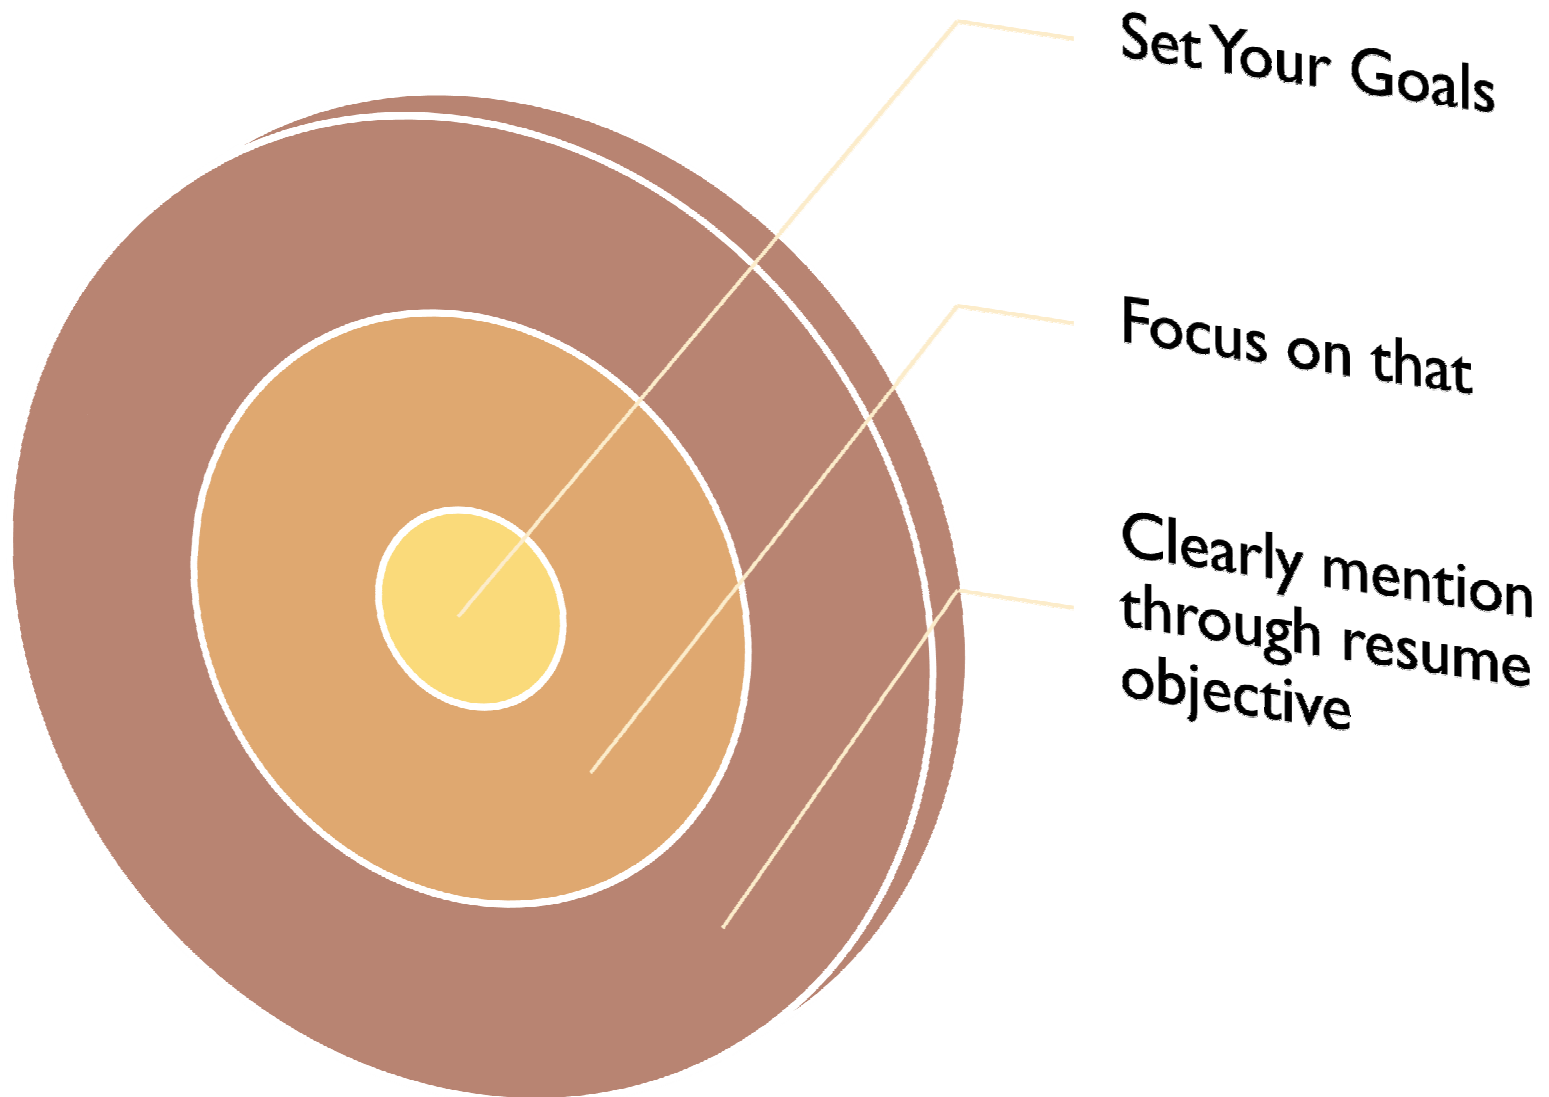 Set Your Goals
Focus on that
Clearly mention
through resume
objective